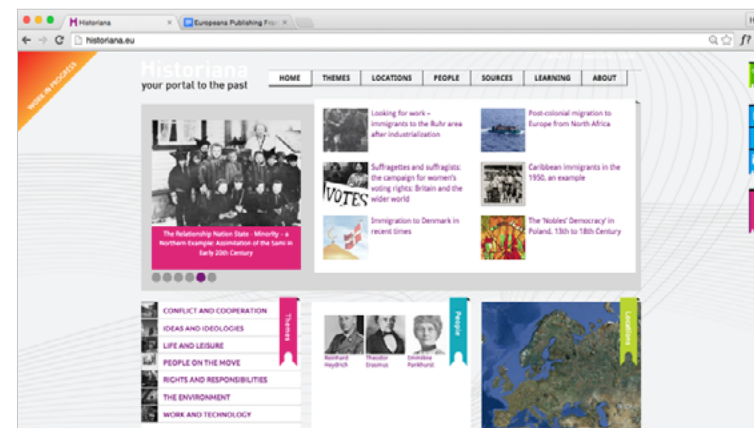 Historiana
Europeana Publishing Fra
historiana.eu
WORK IN PROGRESS
Historiana
your portal to the past
HOME THEMES LOCATIONS PEOPLE SOURCES LEARNING ABOUT
The Relationship Nation State - Minority – a
Northern Example: Assimilation of the Sami in
Early 20th Century
Looking for work –
immigrants to the Ruhr area
after industrialization
Suffragettes and suffragists:
the campaign for women's
voting rights: Britain and the
wider world
VOTES
Immigration to Denmark in
recent times
Post-colonial migration to
Europe from North Africa
Caribbean immigrants in the
1950, an example
The 'Nobles' Democracy' in
Poland, 13th to 18th Century
CONFLICT AND COOPERATION
IDEAS AND IDEOLOGIES
LIFE AND LEISURE
PEOPLE ON THE MOVE
RIGHTS AND RESPONSIBILITIES
THE ENVIRONMENT
WORK AND TECHNOLOGY
Themes
Reinhard
Heydrich
Theodor
Erasmus
Emmiline
Pankhurst
People
Locations